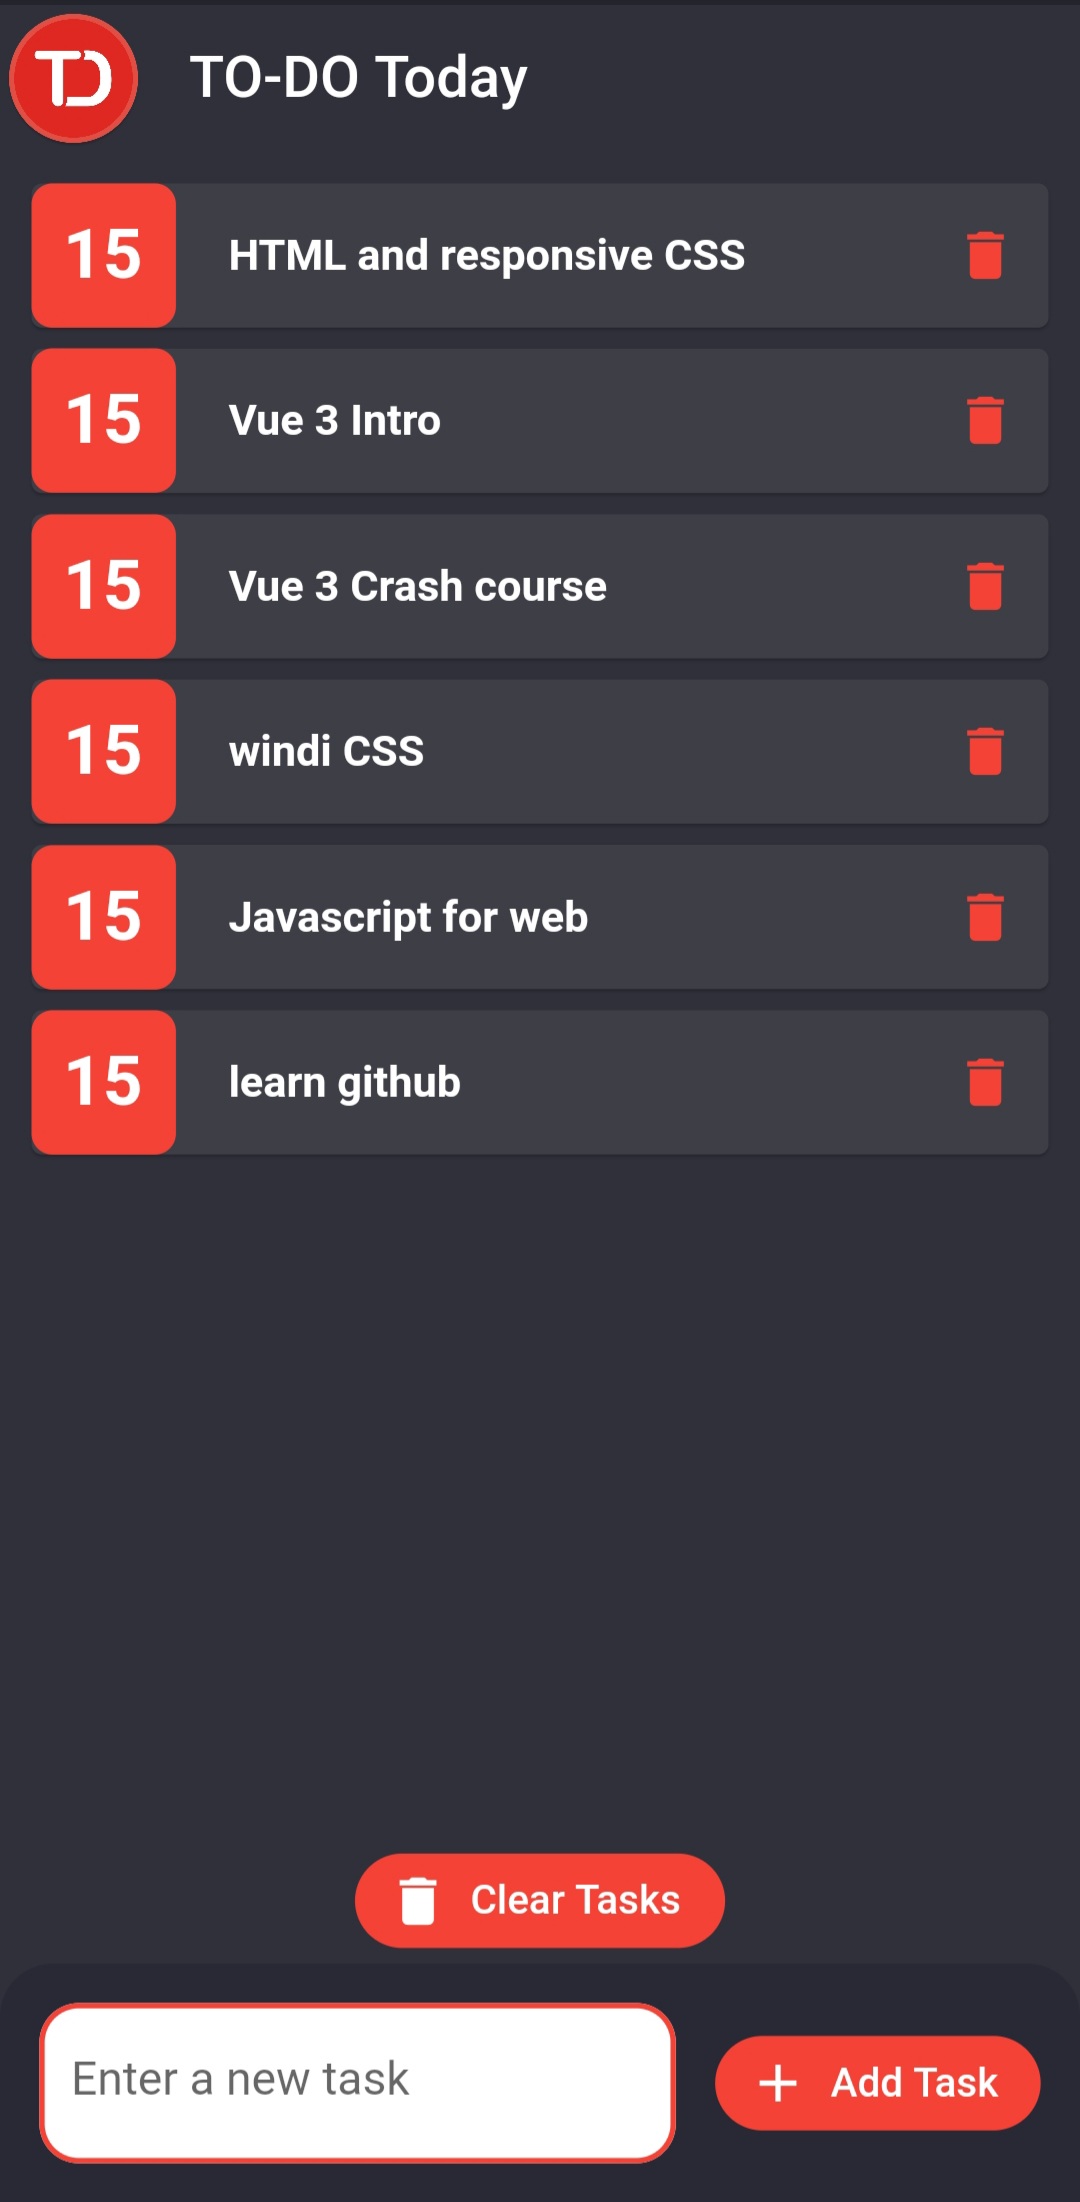 TD
TO-DO Today
15 HTML and responsive CSS
15 Vue 3 Intro
15 Vue 3 Crash course
15 windi CSS
15 Javascript for web
15 learn github
Clear Tasks
Enter a new task
+ Add Task